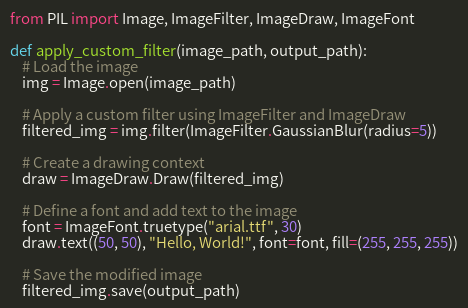 from PIL import Image, ImageFilter, ImageDraw, ImageFont
def apply_custom_filter(image_path, output_path):
# Load the image
img = Image.open(image_path)
# Apply a custom filter using ImageFilter and ImageDraw
filtered_img = img.filter(ImageFilter.GaussianBlur(radius=5))
# Create a drawing context
draw = ImageDraw.Draw(filtered_img)
# Define a font and add text to the image
font = ImageFont.truetype("arial.ttf", 30)
draw.text((50, 50), "Hello, World!", font=font, fill=(255, 255, 255))
# Save the modified image
filtered_img.save(output_path)